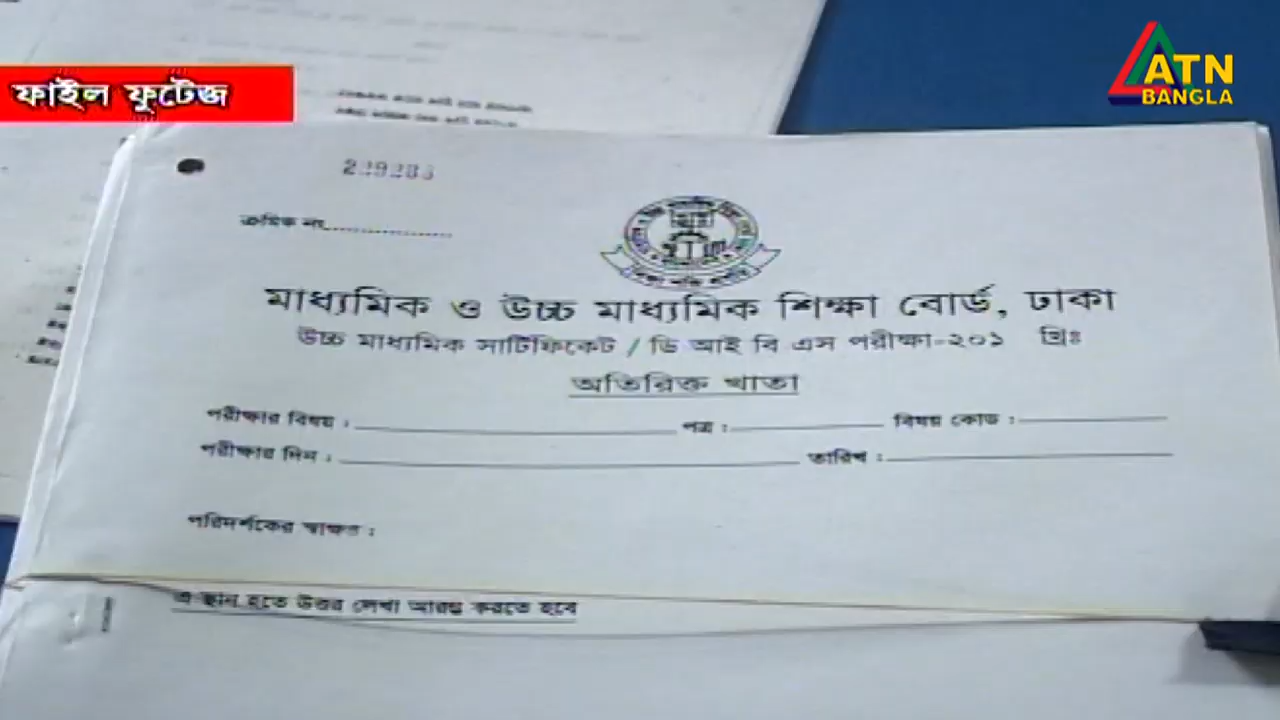 ফাইল ফুটেজ
ATN
BANGLA
ক্রমিক নং
মাধ্যমিক ও উচ্চ মাধ্যমিক শিক্ষা বোর্ড, ঢাকা
উচ্চ মাধ্যমিক সার্টিফিকেট / ডি আই বি এস পরীক্ষা-২০১ খ্রিঃ
অতিরিক্ত খাতা
পরীক্ষার বিষয় : পত্র : বিষয় কোড :
পরীক্ষার দিন : তারিখ :
পরিদর্শকের স্বাক্ষর :
এ স্থান হতে উত্তর লেখা আরম্ভ করতে হবে